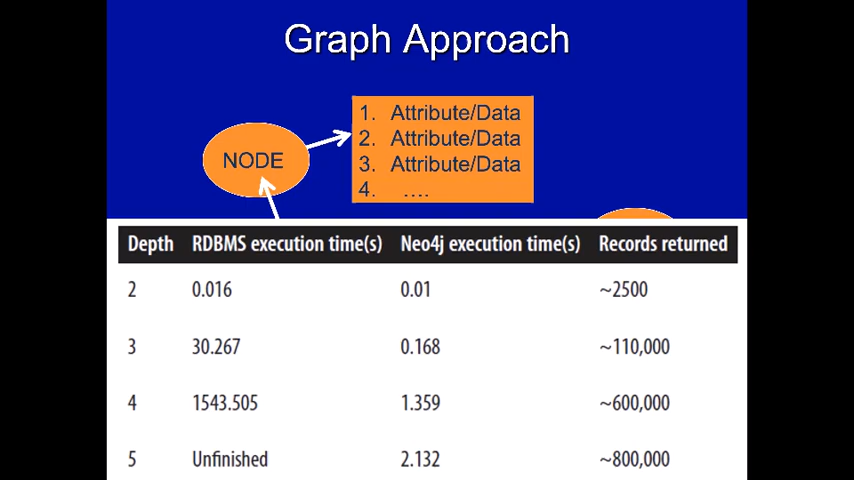 Graph Approach
NODE
1. Attribute/Data
2. Attribute/Data
3. Attribute/Data
4. ....
Depth RDBMS execution time(s) Neo4j execution time(s) Records returned
2 0.016 0.01 ~2500
3 30.267 0.168 ~110,000
4 1543.505 1.359 ~600,000
5 Unfinished 2.132 ~800,000